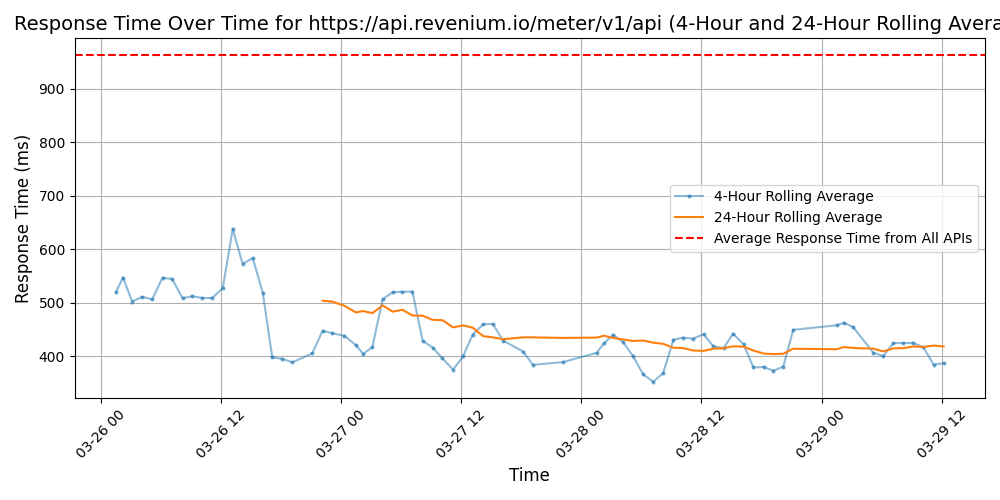 Response Time Over Time for https://api.revenium.io/meter/v1/api (4-Hour and 24-Hour Rolling Avera
Response Time (ms)
900
800
700
600
500
400
4-Hour Rolling Average
24-Hour Rolling Average
Average Response Time from All APIs
03-26 00
03-26 12
03-27 00
03-27 12
03-28 00
03-28 12
03-29 00
03-29 12
Time